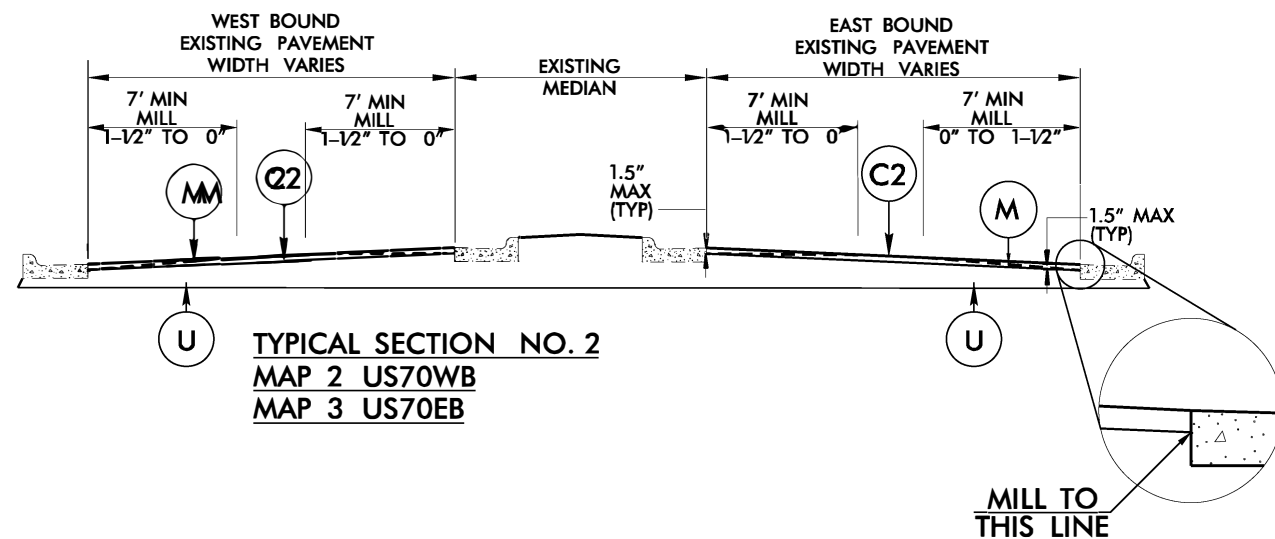 WEST BOUND
EXISTING PAVEMENT
WIDTH VARIES
EXISTING
MEDIAN
EAST BOUND
EXISTING PAVEMENT
WIDTH VARIES
7' MIN
MILL
1-1/2" TO 0"
7' MIN
MILL
1-1/2" TO 0"
7' MIN
MILL
1-1/2" TO 0"
7' MIN
MILL
0" TO 1-1/2"
1.5"
MAX
(TYP)
C2
M
1.5" MAX
(TYP)
U
U
TYPICAL SECTION NO. 2
MAP 2 US70WB
MAP 3 US70EB
MILL TO
THIS LINE